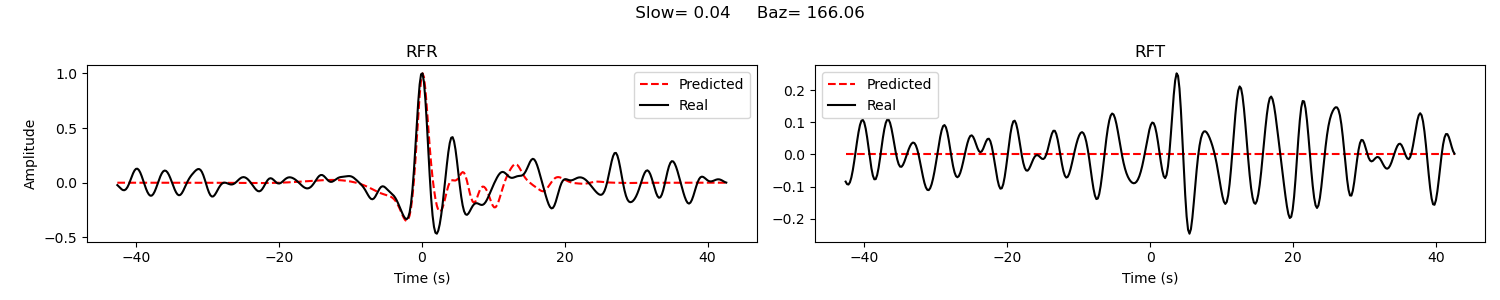 Slow= 0.04     Baz= 166.06
RFR
RFT
Amplitude
1.0
0.5
0.0
−0.5
Predicted
Real
−40
−20
0
20
40
Time (s)
0.2
0.1
0.0
−0.1
−0.2
Predicted
Real
−40
−20
0
20
40
Time (s)